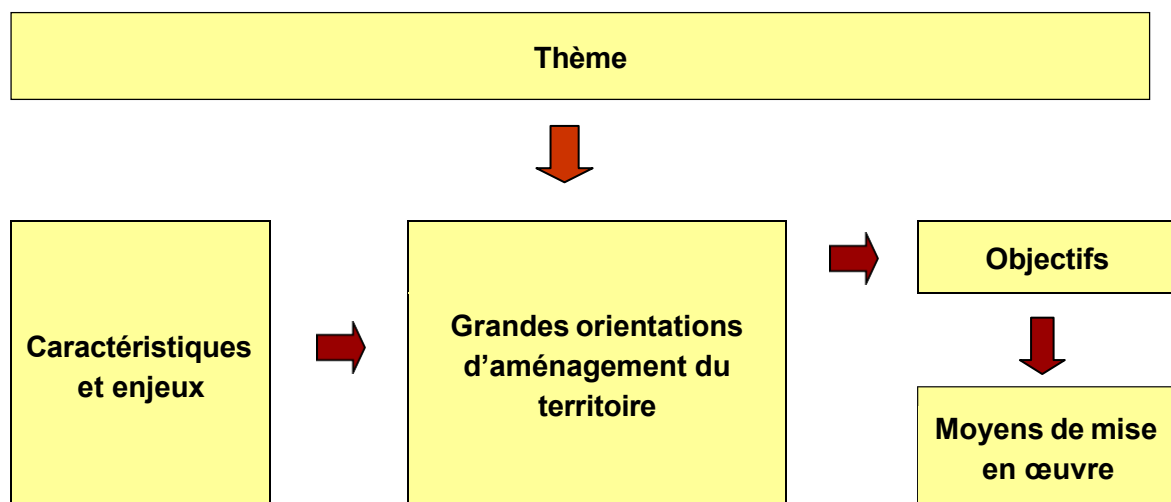 Thème
Caractéristiques
et enjeux
Grandes orientations
d’aménagement du
territoire
Objectifs
Moyens de mise
en œuvre